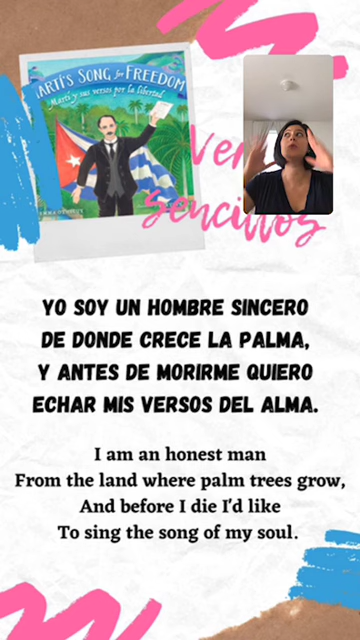 MARTÍ'S SONG for FREEDOM
Martí y sus versos por la libertad
Versos
sencillos
YO SOY UN HOMBRE SINCERO
DE DONDE CRECE LA PALMA,
Y ANTES DE MORIRME QUIERO
ECHAR MIS VERSOS DEL ALMA.
I am an honest man
From the land where palm trees grow,
And before I die I'd like
To sing the song of my soul.